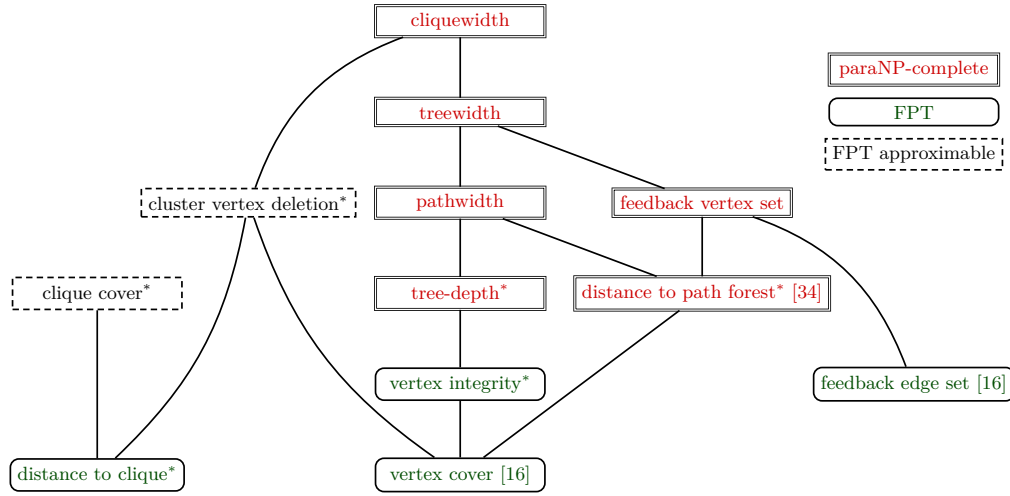 cliquewidth
paraNP-complete
treewidth
FPT
FPT approximable
cluster vertex deletion*
pathwidth
feedback vertex set
clique cover*
tree-depth*
distance to path forest* [34]
vertex integrity*
feedback edge set [16]
distance to clique*
vertex cover [16]